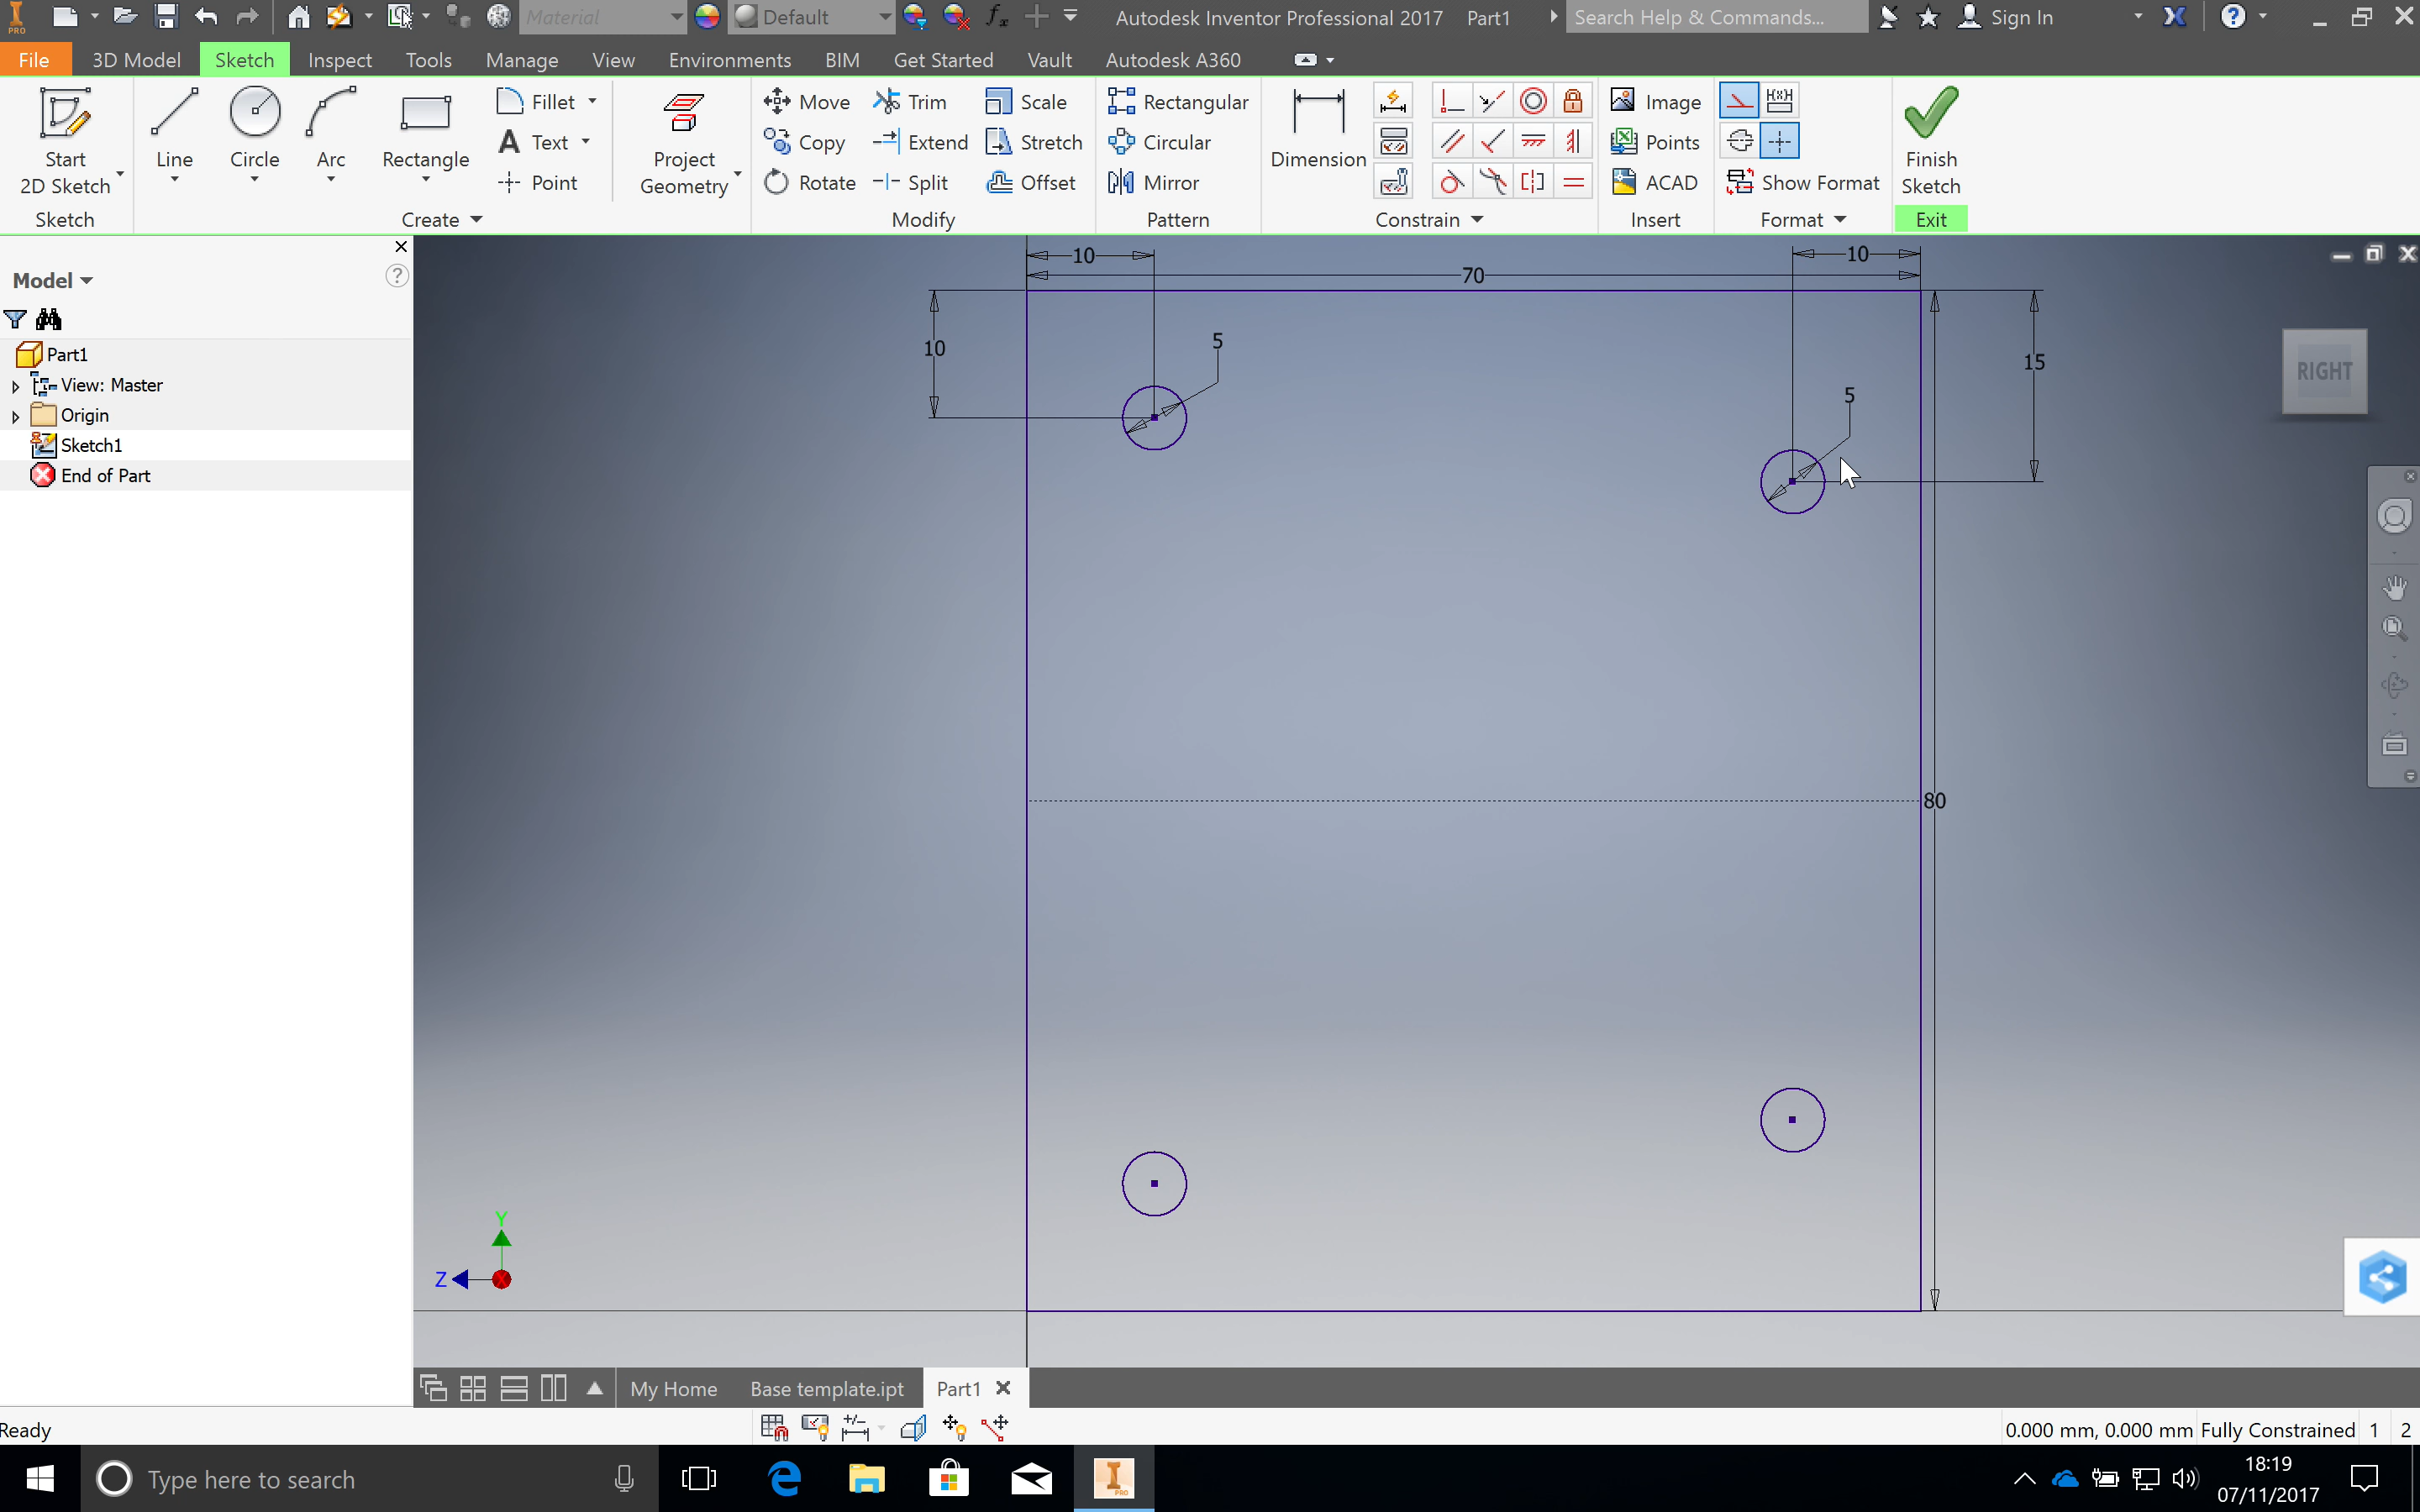 PRO
Material
Default
fx
Autodesk Inventor Professional 2017 Part1
Search Help & Commands...
Sign In
File 3D Model Sketch Inspect Tools Manage View Environments BIM Get Started Vault Autodesk A360
Start
2D Sketch
Line
Circle
Arc
Rectangle
Fillet
Text
Point
Project
Geometry
Move
Copy
Rotate
Trim
Extend
Split
Scale
Stretch
Offset
Rectangular
Circular
Mirror
Dimension
Image
Points
ACAD
Show Format
Finish
Sketch
Sketch Create Modify Pattern Constrain Insert Format Exit
Model
Part1
View: Master
Origin
Sketch1
End of Part
10
70
10
10
5
15
5
80
RIGHT
Y
Z
X
My Home Base template.ipt Part1
Ready
0.000 mm, 0.000 mm Fully Constrained 1 2
Type here to search
PRO
18:19
07/11/2017